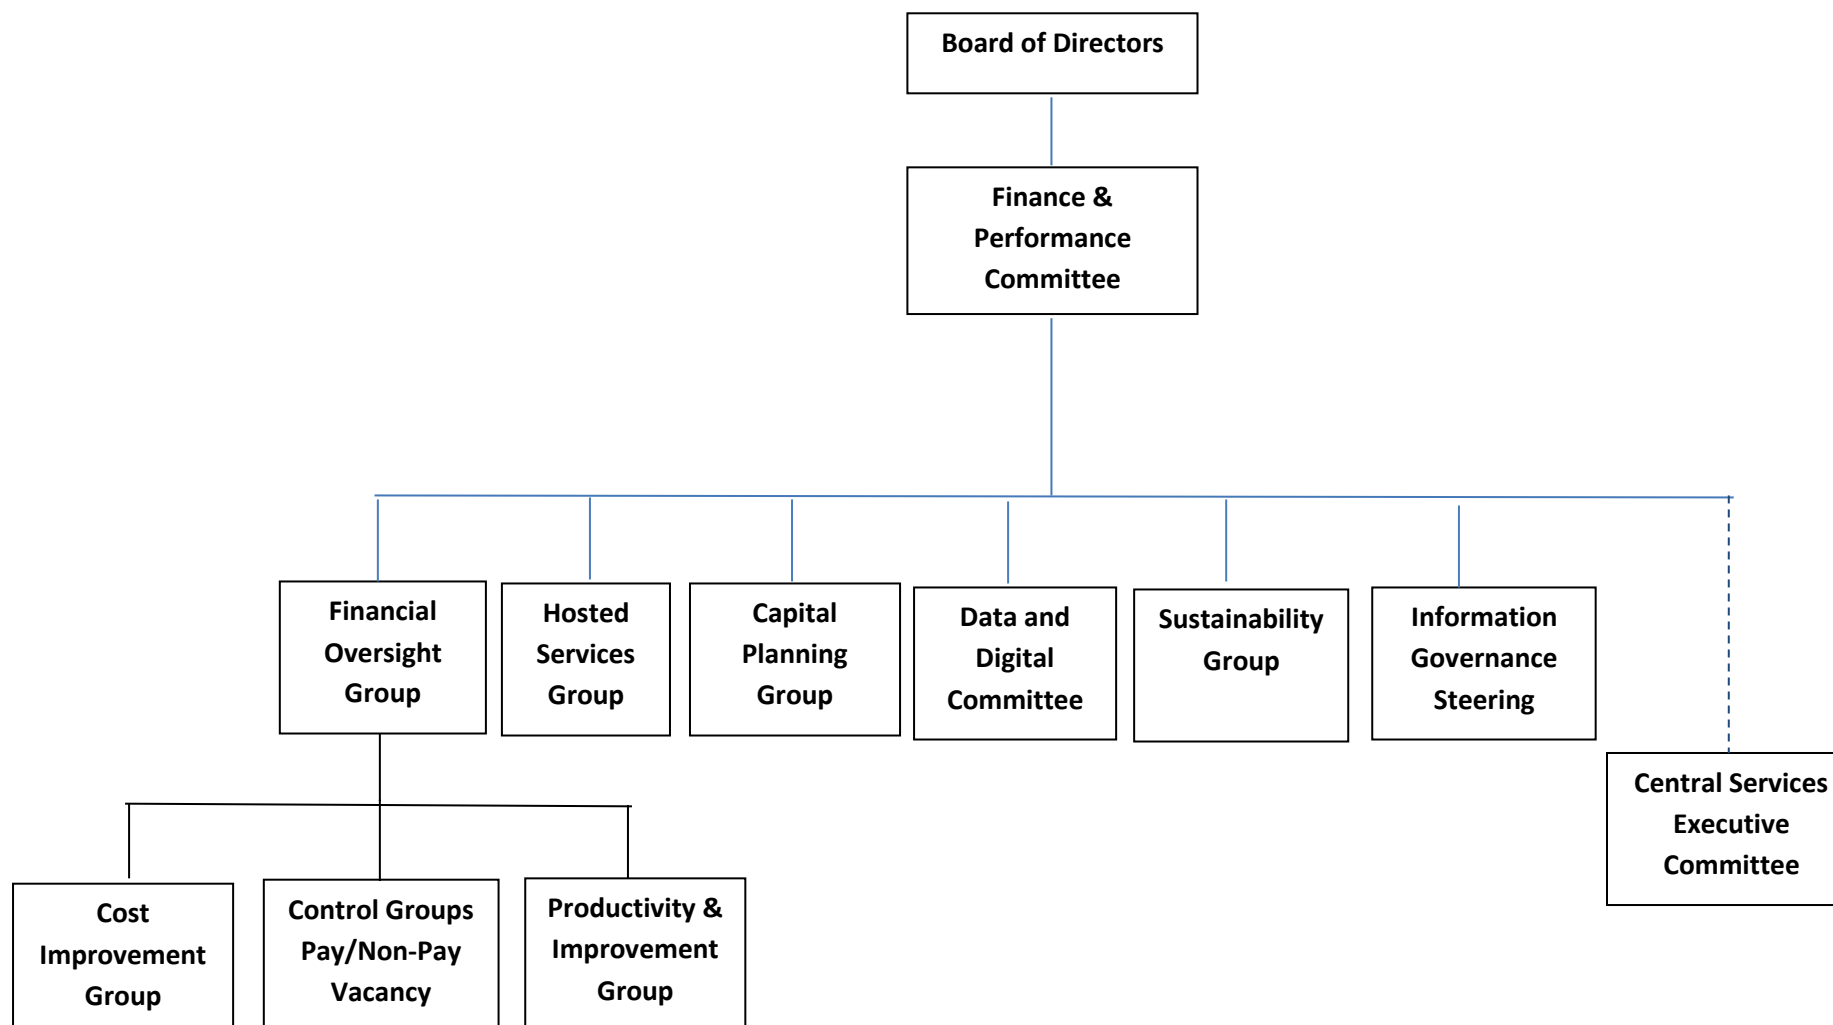 Board of Directors
Finance &
Performance
Committee
Financial
Oversight
Group
Hosted
Services
Group
Capital
Planning
Group
Data and
Digital
Committee
Sustainability
Group
Information
Governance
Steering
Central Services
Executive
Committee
Cost
Improvement
Group
Control Groups
Pay/Non-Pay
Vacancy
Productivity &
Improvement
Group